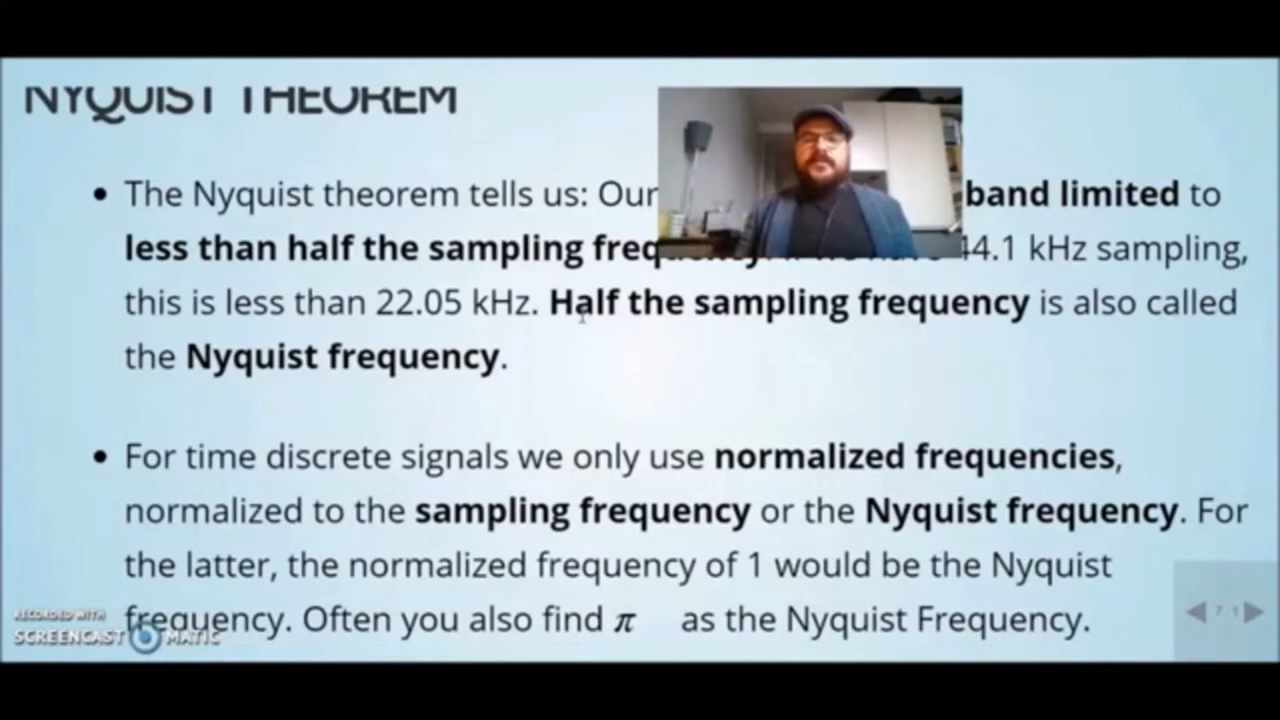 NYQUIST THEOREM
• The Nyquist theorem tells us: Our band limited to
less than half the sampling 44.1 kHz sampling,
this is less than 22.05 kHz. Half the sampling frequency is also called
the Nyquist frequency.
• For time discrete signals we only use normalized frequencies,
normalized to the sampling frequency or the Nyquist frequency. For
the latter, the normalized frequency of 1 would be the Nyquist
frequency. Often you also find π as the Nyquist Frequency.
RECORDED WITH
SCREENCAST MATIC